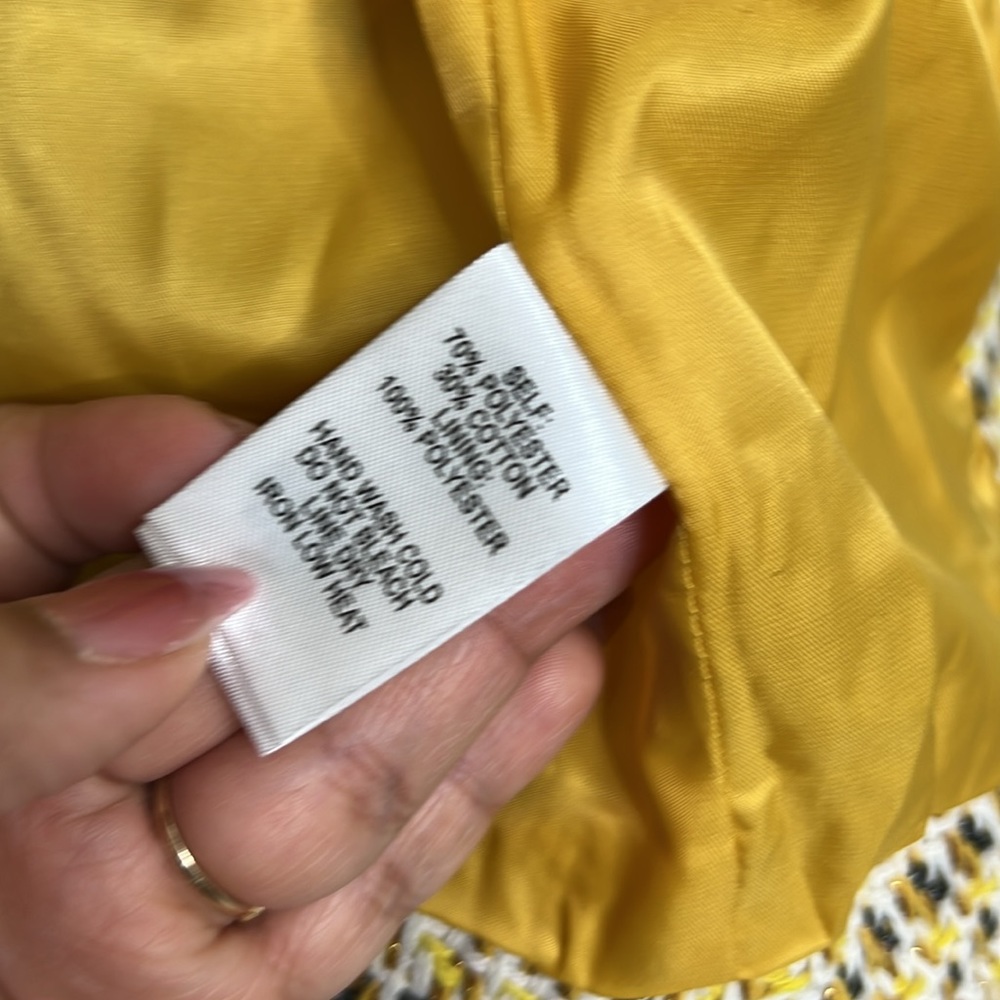 SELF:
70% POLYESTER
30% COTTON
LINING:
100% POLYESTER
HAND WASH COLD
DO NOT BLEACH
LINE DRY
IRON LOW HEAT